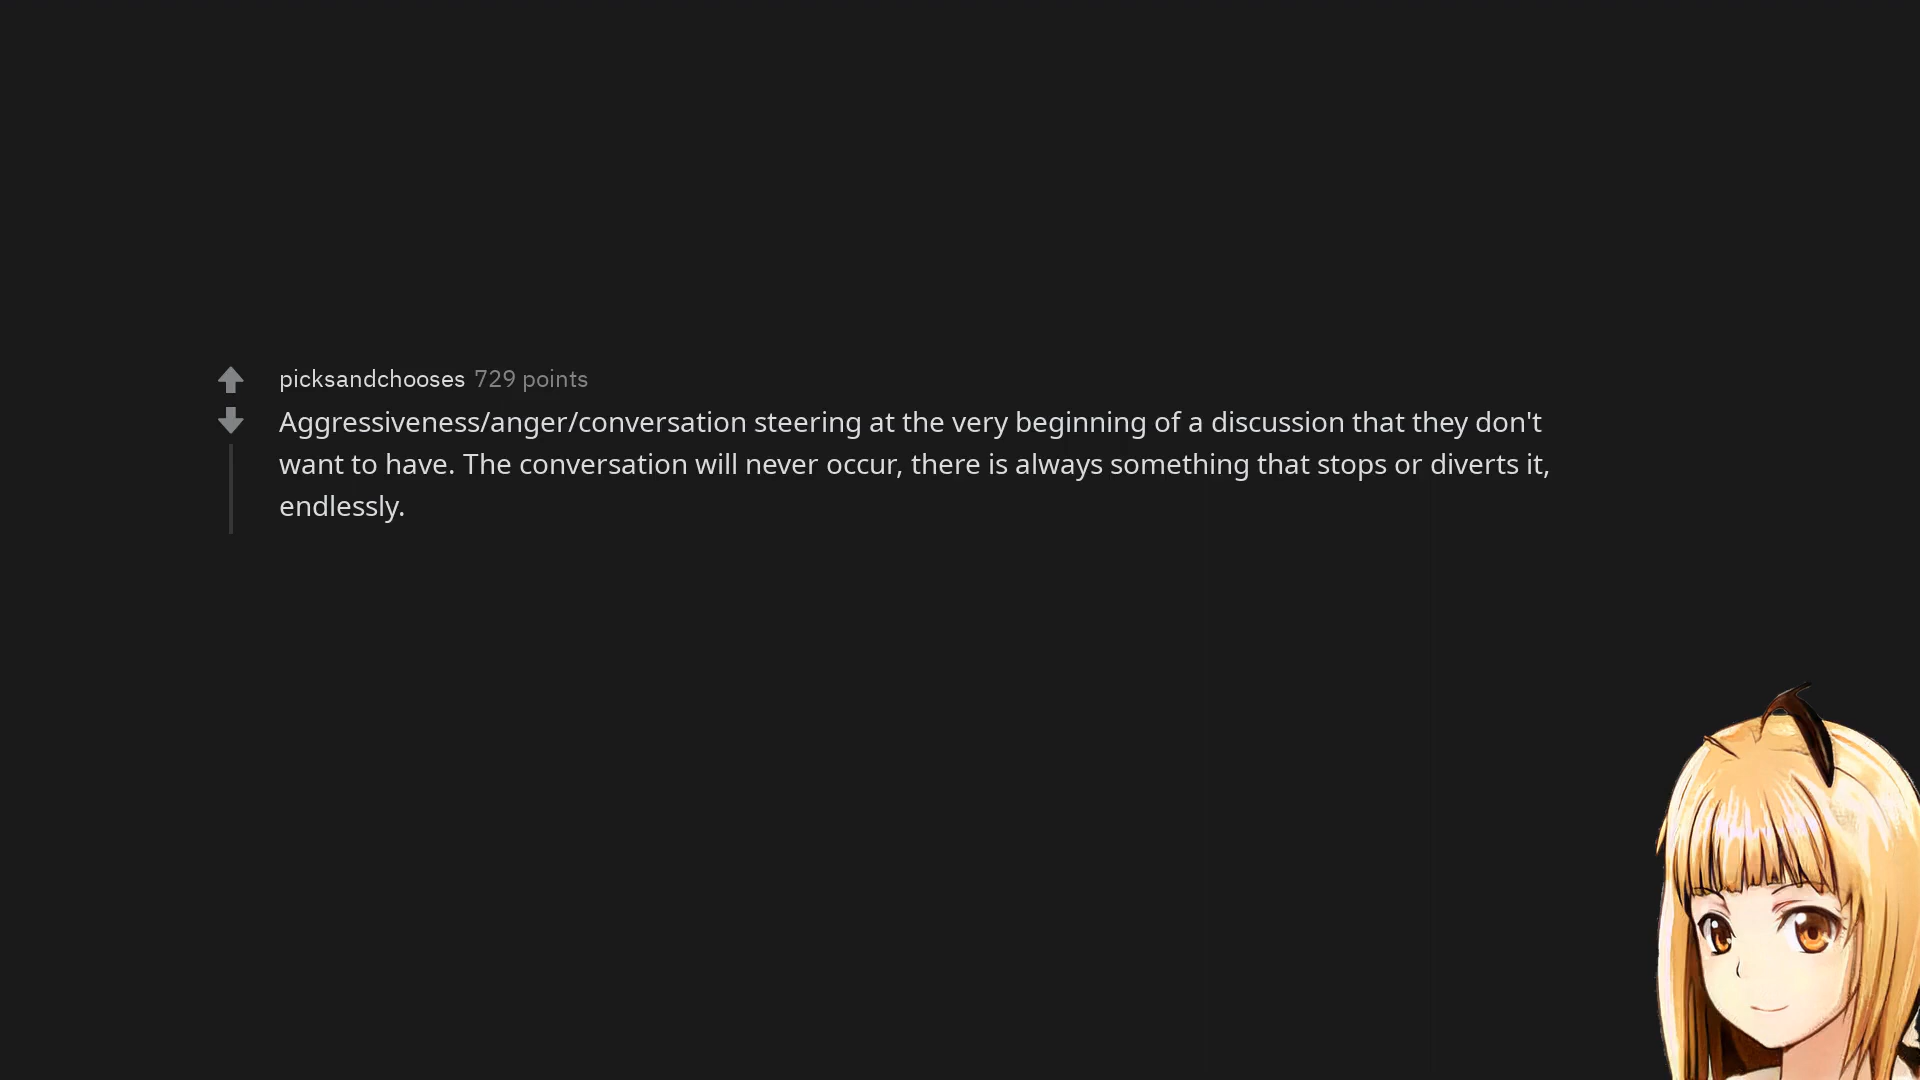 picksandchooses 729 points
Aggressiveness/anger/conversation steering at the very beginning of a discussion that they don't
want to have. The conversation will never occur, there is always something that stops or diverts it,
endlessly.